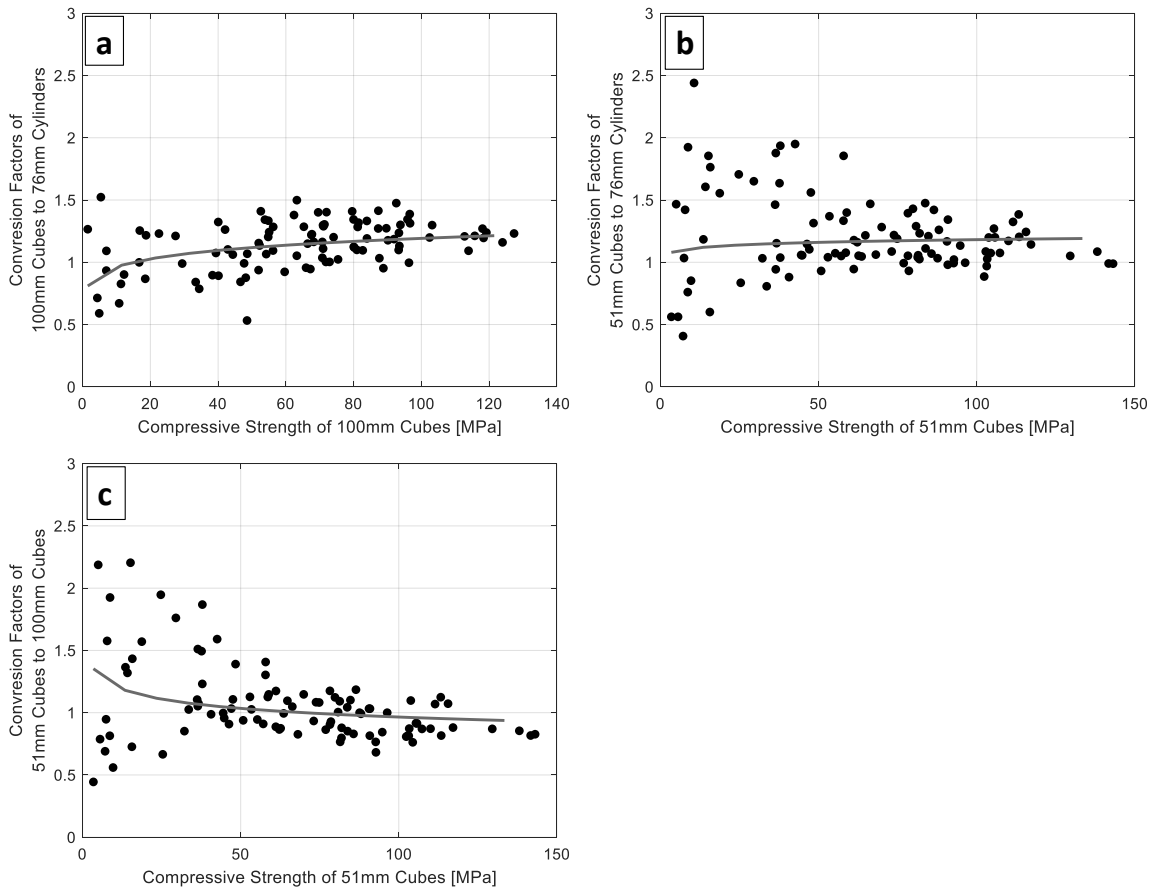 a
Convresion Factors of
100mm Cubes to 76mm Cylinders
3
2.5
2
1.5
1
0.5
0
0 20 40 60 80 100 120 140
Compressive Strength of 100mm Cubes [MPa]
b
Convresion Factors of
51mm Cubes to 76mm Cylinders
3
2.5
2
1.5
1
0.5
0
0 50 100 150
Compressive Strength of 51mm Cubes [MPa]
c
Convresion Factors of
51mm Cubes to 100mm Cubes
3
2.5
2
1.5
1
0.5
0
0 50 100 150
Compressive Strength of 51mm Cubes [MPa]